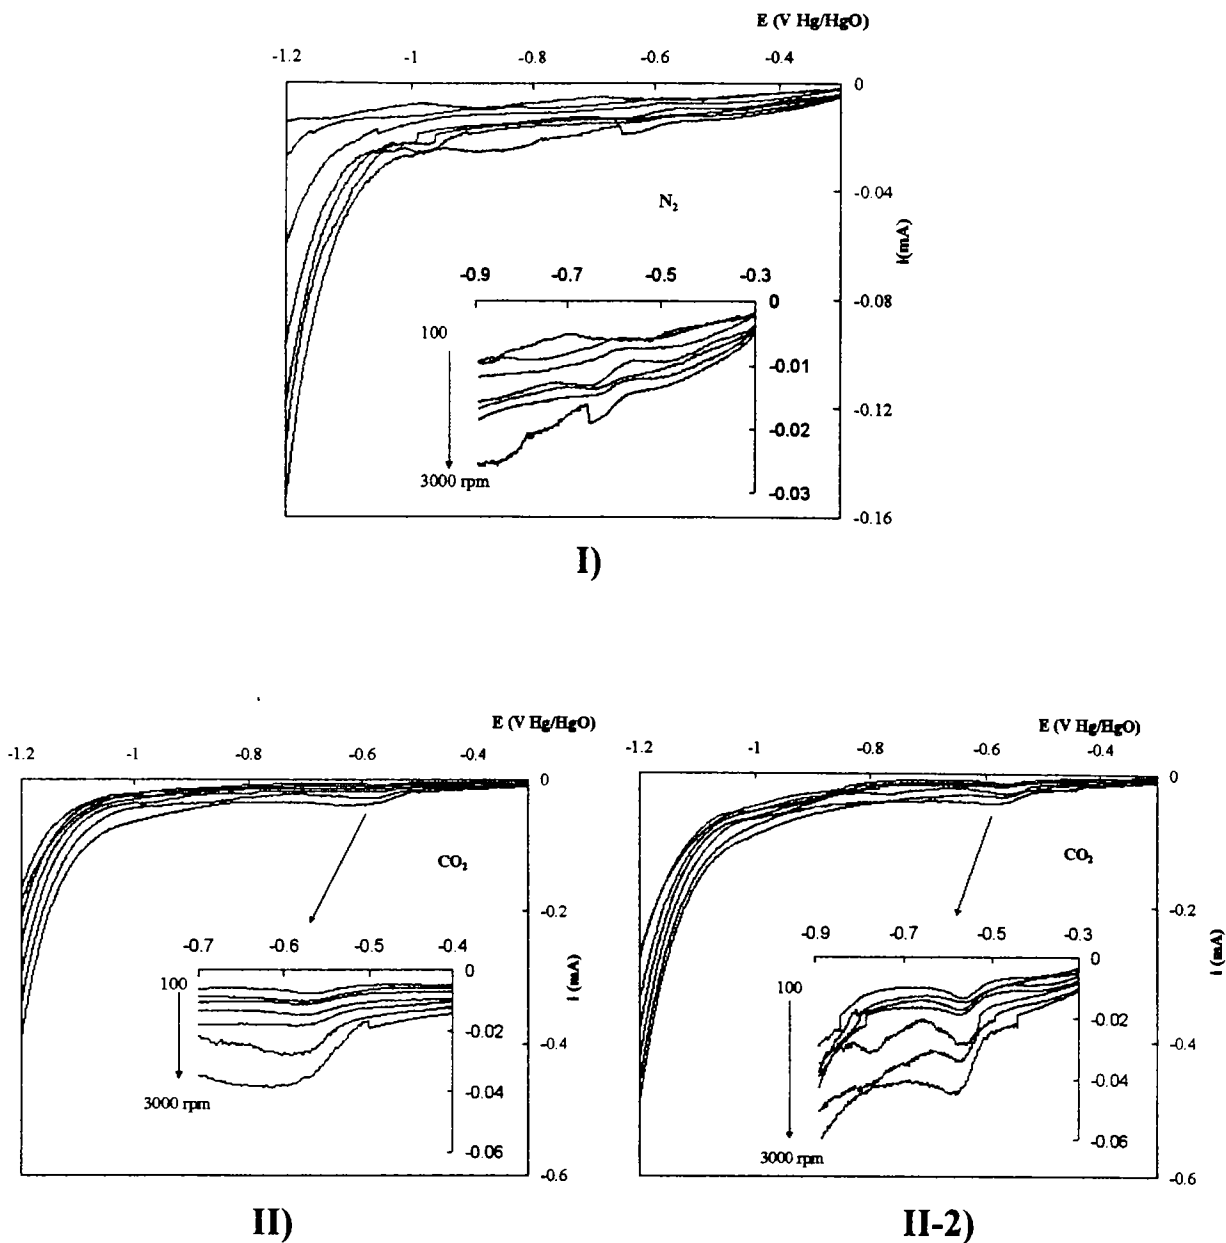 E (V Hg/HgO)
-1.2 -1 -0.8 -0.6 -0.4
0
-0.04
-0.08
-0.12
-0.16
I(mA)
N₂
-0.9 -0.7 -0.5 -0.3
0
-0.01
-0.02
-0.03
100
3000 rpm
I)
E (V Hg/HgO)
-1.2 -1 -0.8 -0.6 -0.4
0
-0.2
-0.4
-0.6
I (mA)
CO₂
-0.7 -0.6 -0.5 -0.4
0
-0.02
-0.04
-0.06
100
3000 rpm
II)
E (V Hg/HgO)
-1.2 -1 -0.8 -0.6 -0.4
0
-0.2
-0.4
-0.6
I (mA)
CO₂
-0.9 -0.7 -0.5 -0.3
0
-0.02
-0.04
-0.06
100
3000 rpm
II-2)